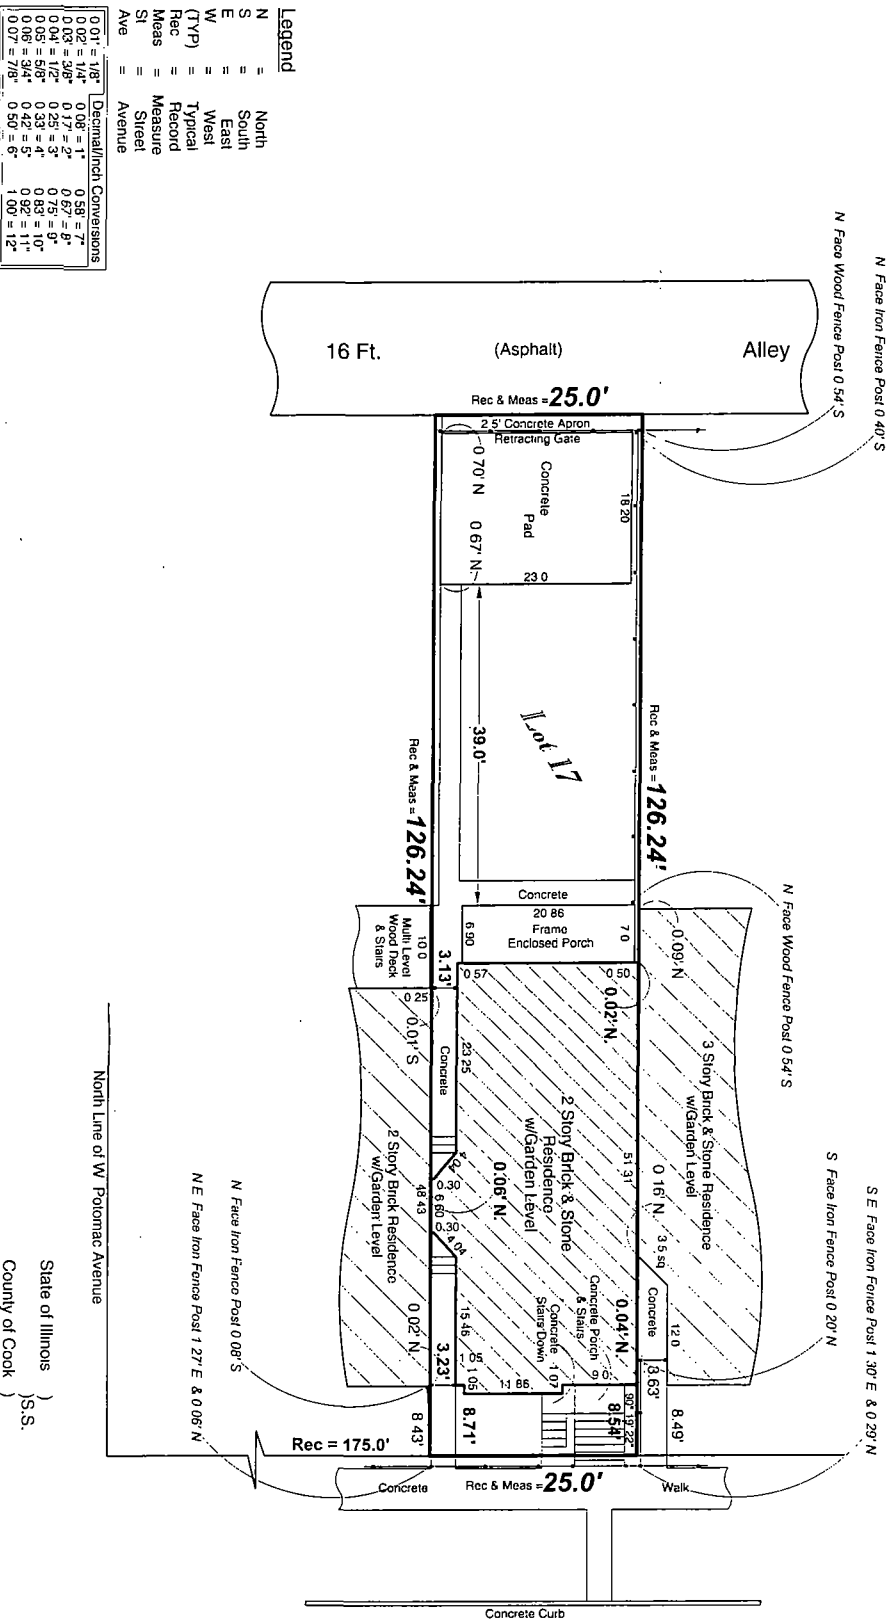 Legend
N = North
S = South
E = East
W = West
(TYP) = Typical
Rec = Record
Meas = Measure
St = Street
Ave = Avenue
Decimal/Inch Conversions
0 01' = 1/8" 0 08' = 1" 0 58' = 7"
0 02' = 1/4" 0 17' = 2" 0 67' = 8"
0 03' = 3/8" 0 25' = 3" 0 75' = 9"
0 04' = 1/2" 0 33' = 4" 0 83' = 10"
0 05' = 5/8" 0 42' = 5" 0 92' = 11"
0 06' = 3/4" 0 50' = 6" 1 00' = 12"
0 07' = 7/8"
N Face Iron Fence Post 0 40' S
N Face Wood Fence Post 0 54' S
16 Ft. (Asphalt) Alley
Rec & Meas = 25.0'
2 5' Concrete Apron
Retracting Gate
0 70' N
Concrete
Pad
18 20
0 67' N.
23 0
39.0'
Lot 17
Rec & Meas = 126.24'
Rec & Meas = 126.24'
N Face Wood Fence Post 0 54' S
Concrete
20 86
Frame
Enclosed Porch
6 90
7 0
0.09' N
Multi Level
Wood Deck
& Stairs
10 0
3.13'
0 57
0 50
0.02' N.
0 25
0.01' S
Concrete
23 25
3 Story Brick & Stone Residence
w/Garden Level
2 Story Brick & Stone
Residence
w/Garden Level
51 31
2 Story Brick Residence
w/Garden Level
48 43
0.30
6 60
0.30
4 04
0.06' N.
0 16' N
3 5 sq
Concrete
12 0
S Face Iron Fence Post 0 20' N
S E Face Iron Fence Post 1 30' E & 0 29' N
Concrete Porch
& Stairs
Concrete
Stairs Down
0.04' N
15 46
0 02' N
3.23'
1 05
1 05
11 86
1 07
9 0
90° 19' 22"
3.63'
8 43'
8.71'
8.54'
8.49'
N Face Iron Fence Post 0 08' S
N E Face Iron Fence Post 1 27' E & 0 06' N
North Line of W Potomac Avenue
Rec = 175.0'
Concrete
Rec & Meas = 25.0'
Walk
Concrete Curb
State of Illinois )
)S.S.
County of Cook )